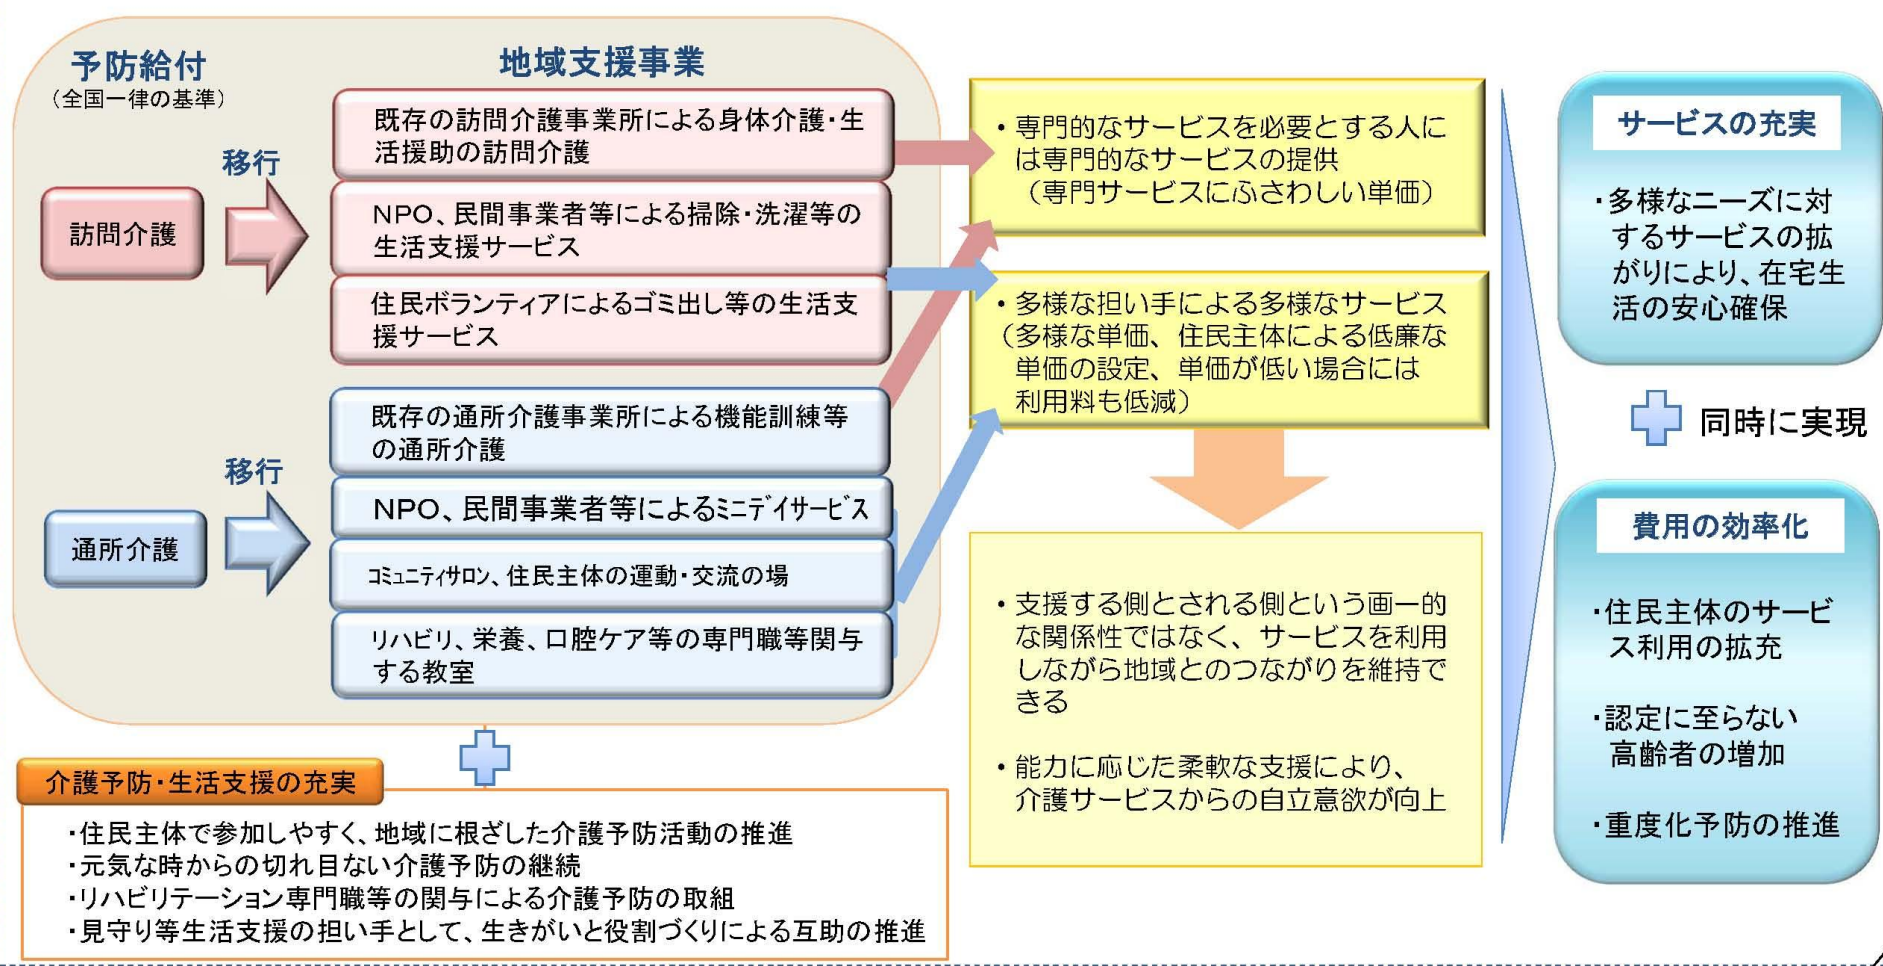 予防給付
（全国一律の基準）
地域支援事業
移行
訪問介護
既存の訪問介護事業所による身体介護・生
活援助の訪問介護
NPO、民間事業者等による掃除・洗濯等の
生活支援サービス
住民ボランティアによるゴミ出し等の生活支
援サービス
移行
通所介護
既存の通所介護事業所による機能訓練等
の通所介護
NPO、民間事業者等によるミニデイサービス
コミュニティサロン、住民主体の運動・交流の場
リハビリ、栄養、口腔ケア等の専門職等関与
する教室
介護予防・生活支援の充実
・住民主体で参加しやすく、地域に根ざした介護予防活動の推進
・元気な時からの切れ目ない介護予防の継続
・リハビリテーション専門職等の関与による介護予防の取組
・見守り等生活支援の担い手として、生きがいと役割づくりによる互助の推進
・専門的なサービスを必要とする人に
は専門的なサービスの提供
（専門サービスにふさわしい単価）
・多様な担い手による多様なサービス
（多様な単価、住民主体による低廉な
単価の設定、単価が低い場合には
利用料も低減）
・支援する側とされる側という画一的
な関係性ではなく、サービスを利用
しながら地域とのつながりを維持で
きる
・能力に応じた柔軟な支援により、
介護サービスからの自立意欲が向上
サービスの充実
・多様なニーズに対
するサービスの拡
がりにより、在宅生
活の安心確保
同時に実現
費用の効率化
・住民主体のサービ
ス利用の拡充
・認定に至らない
高齢者の増加
・重度化予防の推進